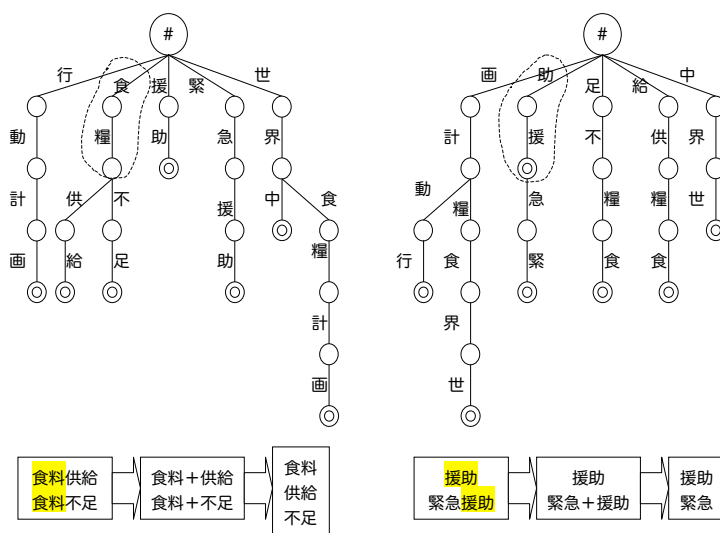 # #
行 食 援 緊 世 画 助 足 給 中
動 糧 助 急 界 計 援 不 供 界
計 供 不 援 中 食 動 糧 急 糧 糧 世
画 給 足 助 糧 行 食 緊 食 食
計 界
画 世
食料供給
食料不足
食料＋供給
食料＋不足
食料
供給
不足
援助
緊急援助
援助
緊急＋援助
援助
緊急